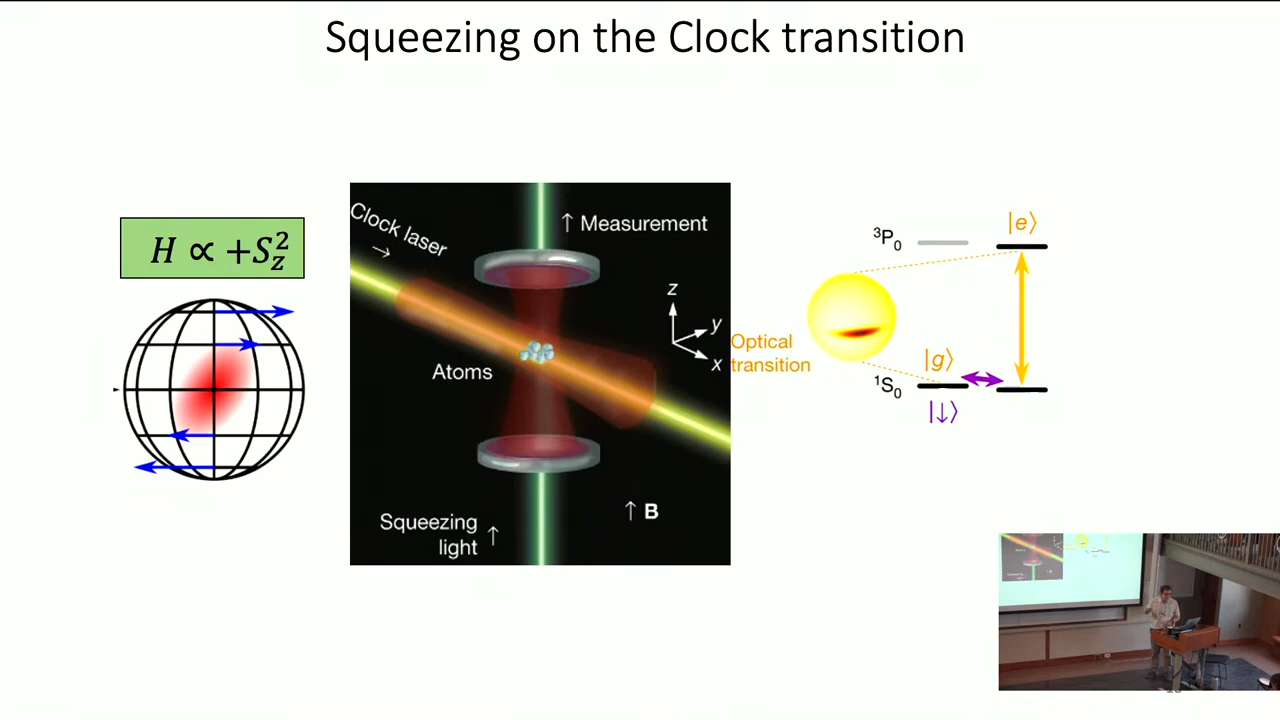 Squeezing on the Clock transition
H ∝ +S_z^2
Clock laser
→
↑ Measurement
Atoms
z
y
x
Squeezing
light ↑
↑ B
Optical
transition
³P₀
|e⟩
|g⟩
¹S₀
|↓⟩